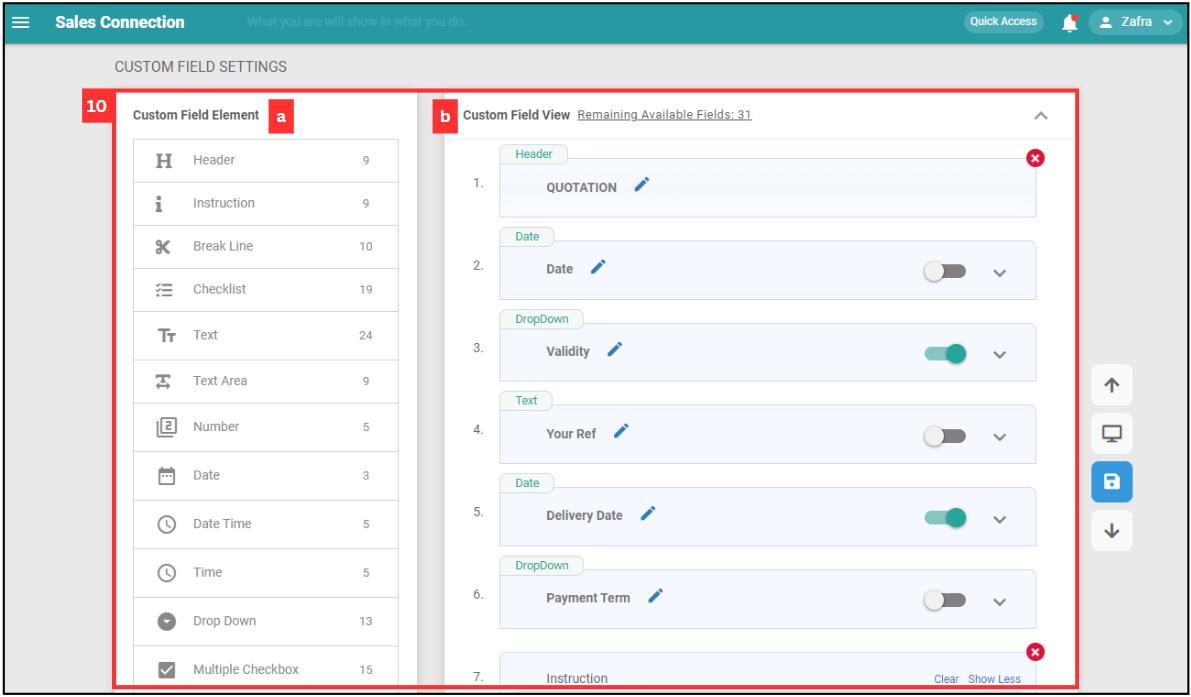 Sales Connection
What you are will show in what you do.
Quick Access
Zafra
CUSTOM FIELD SETTINGS
10
Custom Field Element
a
H Header 9
Instruction 9
Break Line 10
Checklist 19
Text 24
Text Area 9
Number 5
Date 3
Date Time 5
Time 5
Drop Down 13
Multiple Checkbox 15
b
Custom Field View Remaining Available Fields: 31
Header
1. QUOTATION
Date
2. Date
DropDown
3. Validity
Text
4. Your Ref
Date
5. Delivery Date
DropDown
6. Payment Term
7. Instruction Clear Show Less